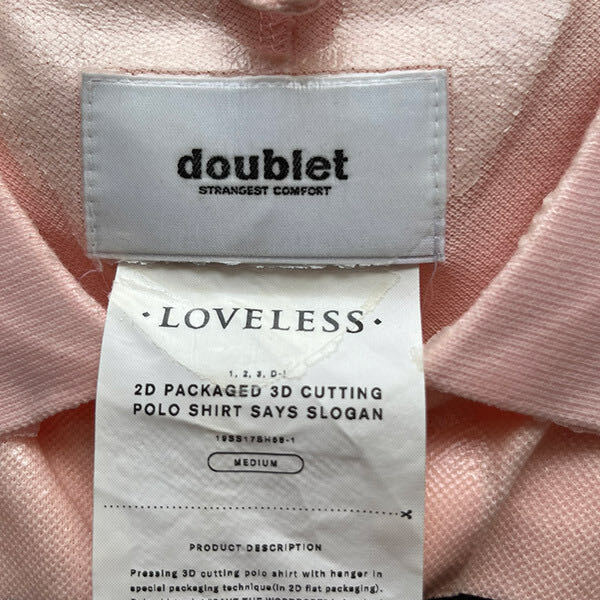 doublet
STRANGEST COMFORT
· LOVELESS ·
1, 2, 3, D-!
2D PACKAGED 3D CUTTING
POLO SHIRT SAYS SLOGAN
19SS17SH56-1
MEDIUM
PRODUCT DESCRIPTION
Pressing 3D cutting polo shirt with hanger in
special packaging technique(in 2D flat packaging).